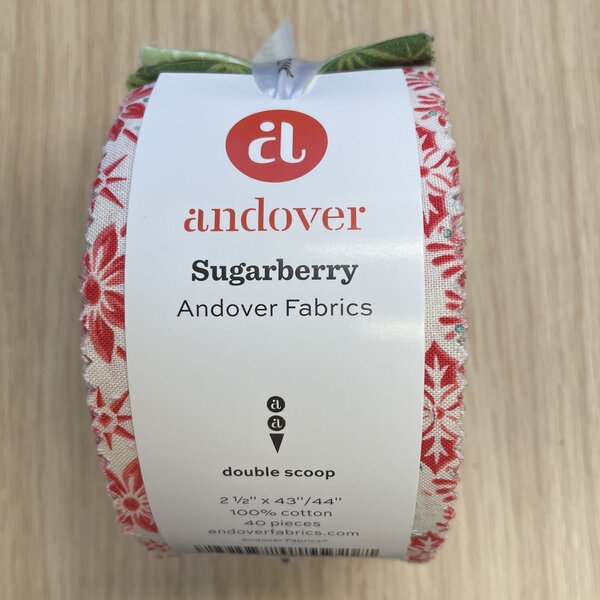 a
andover
Sugarberry
Andover Fabrics
a
a
double scoop
2 ½" x 43"/44"
100% cotton
40 pieces
andoverfabrics.com
Andover Fabrics®